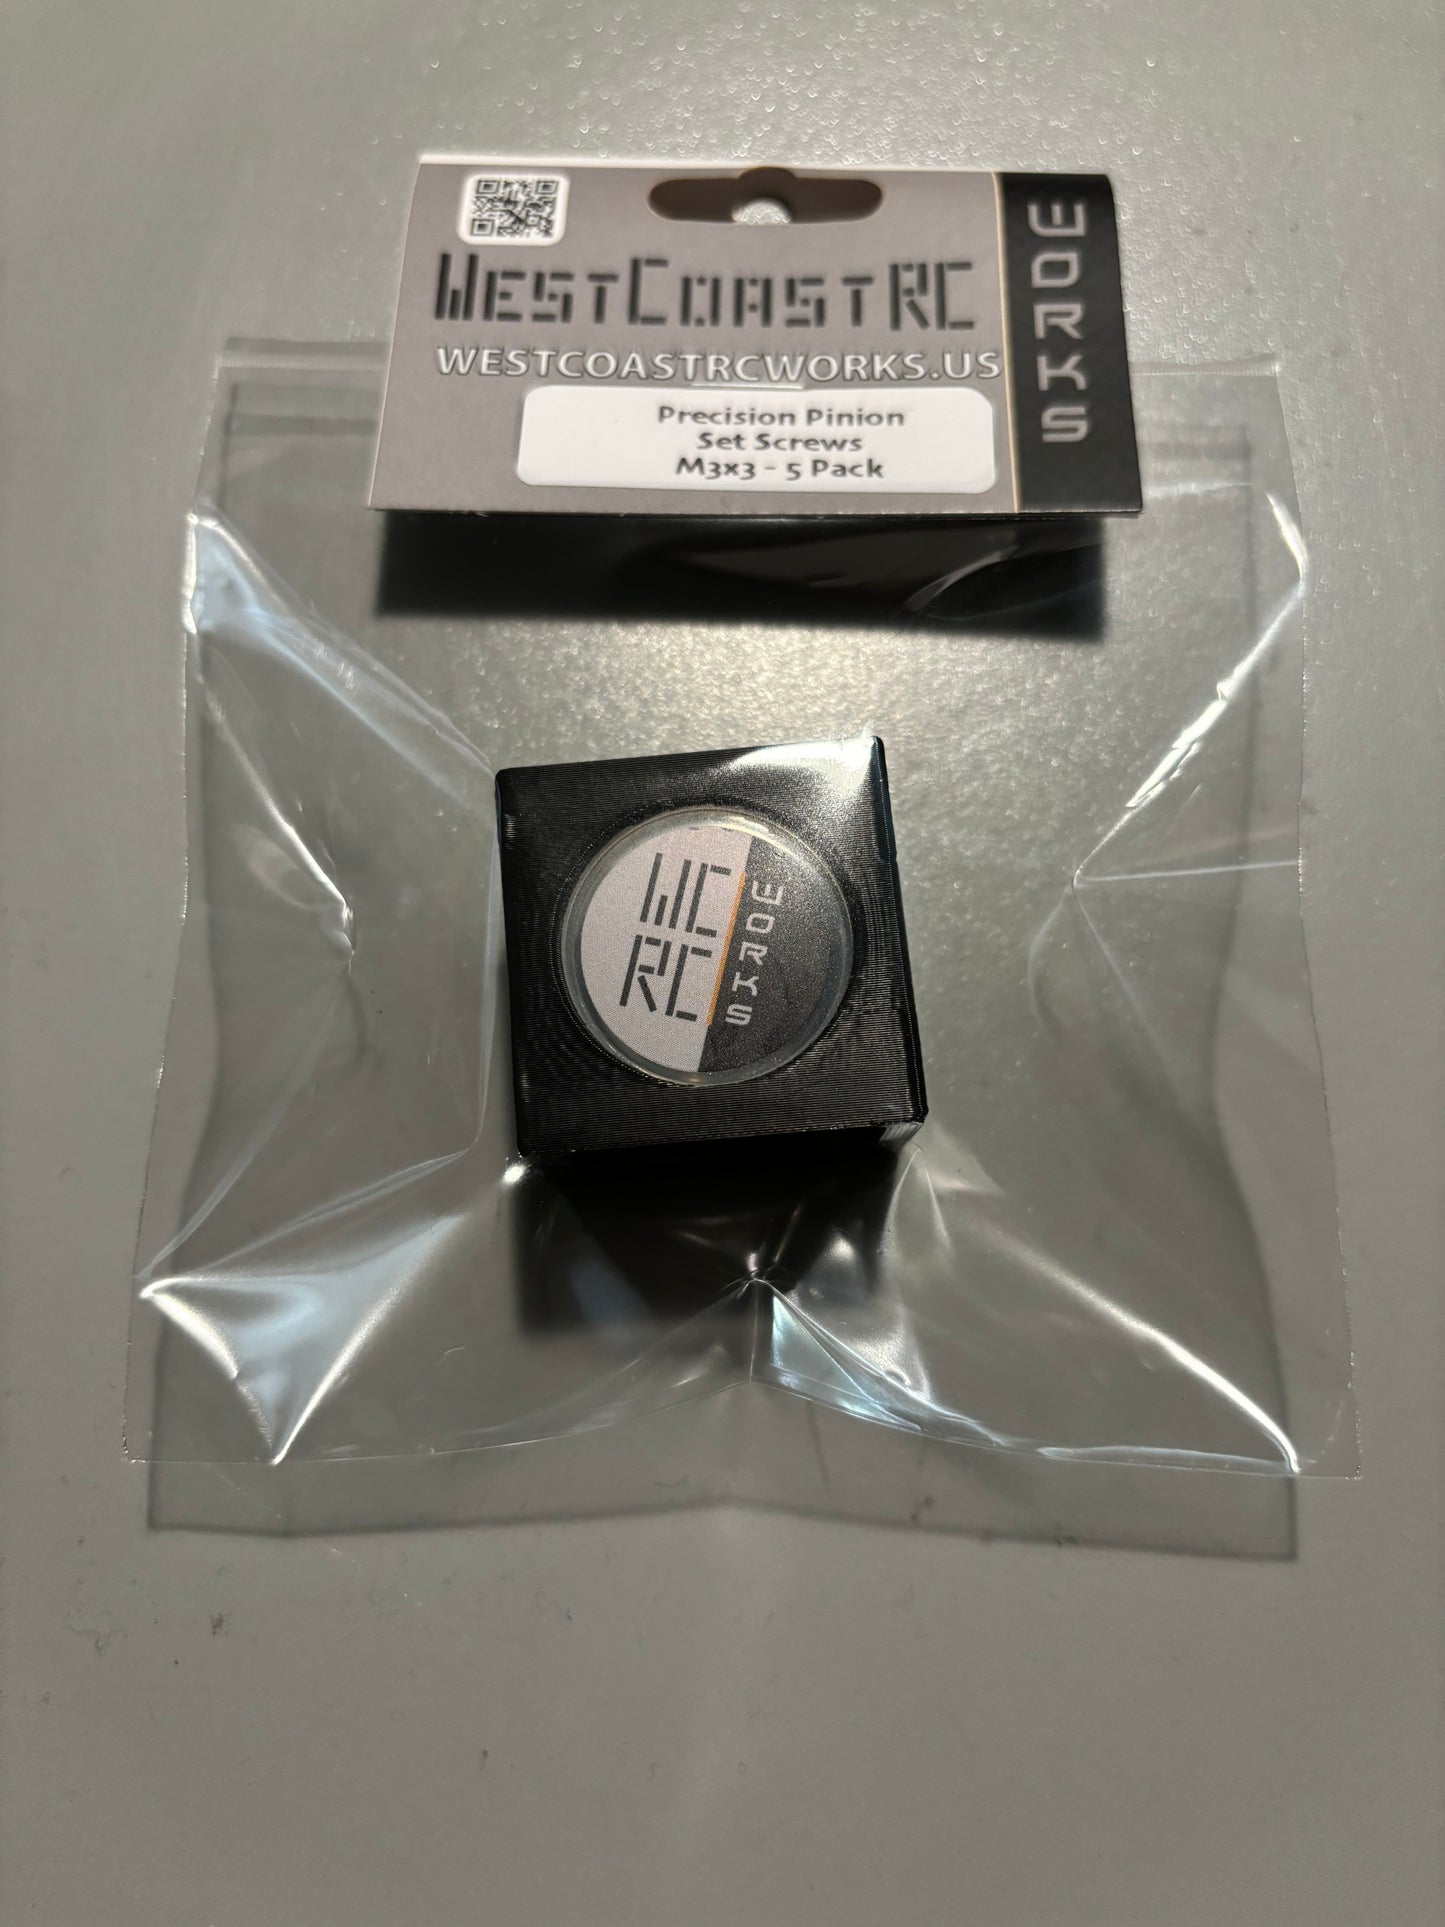 WESTCOASTRC
WORKS
WESTCOASTRCWORKS.US
Precision Pinion
Set Screws
M3x3 - 5 Pack
WC
RC
WORKS